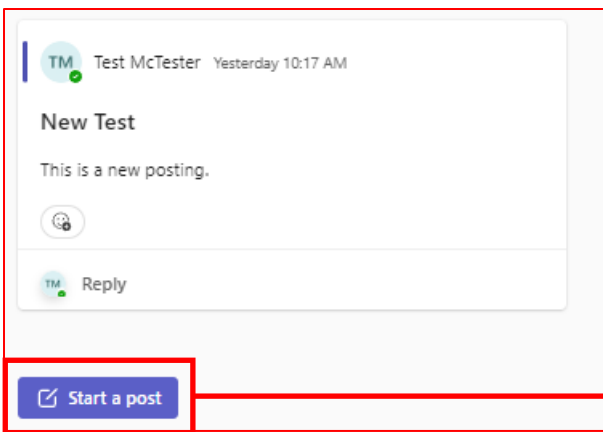 TM Test McTester Yesterday 10:17 AM
New Test
This is a new posting.
TM Reply
Start a post